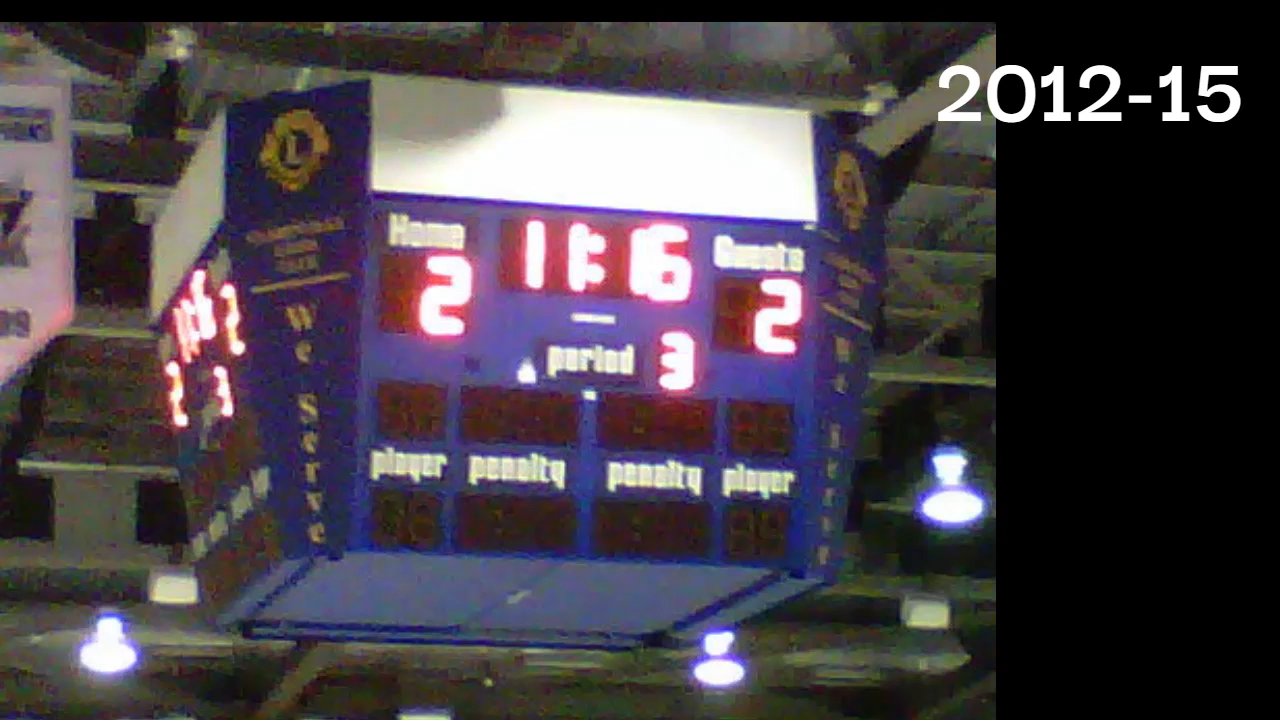 2012-15
L
Home 11:16 Guests
2 2
period 3
We Serve
player penalty penalty player